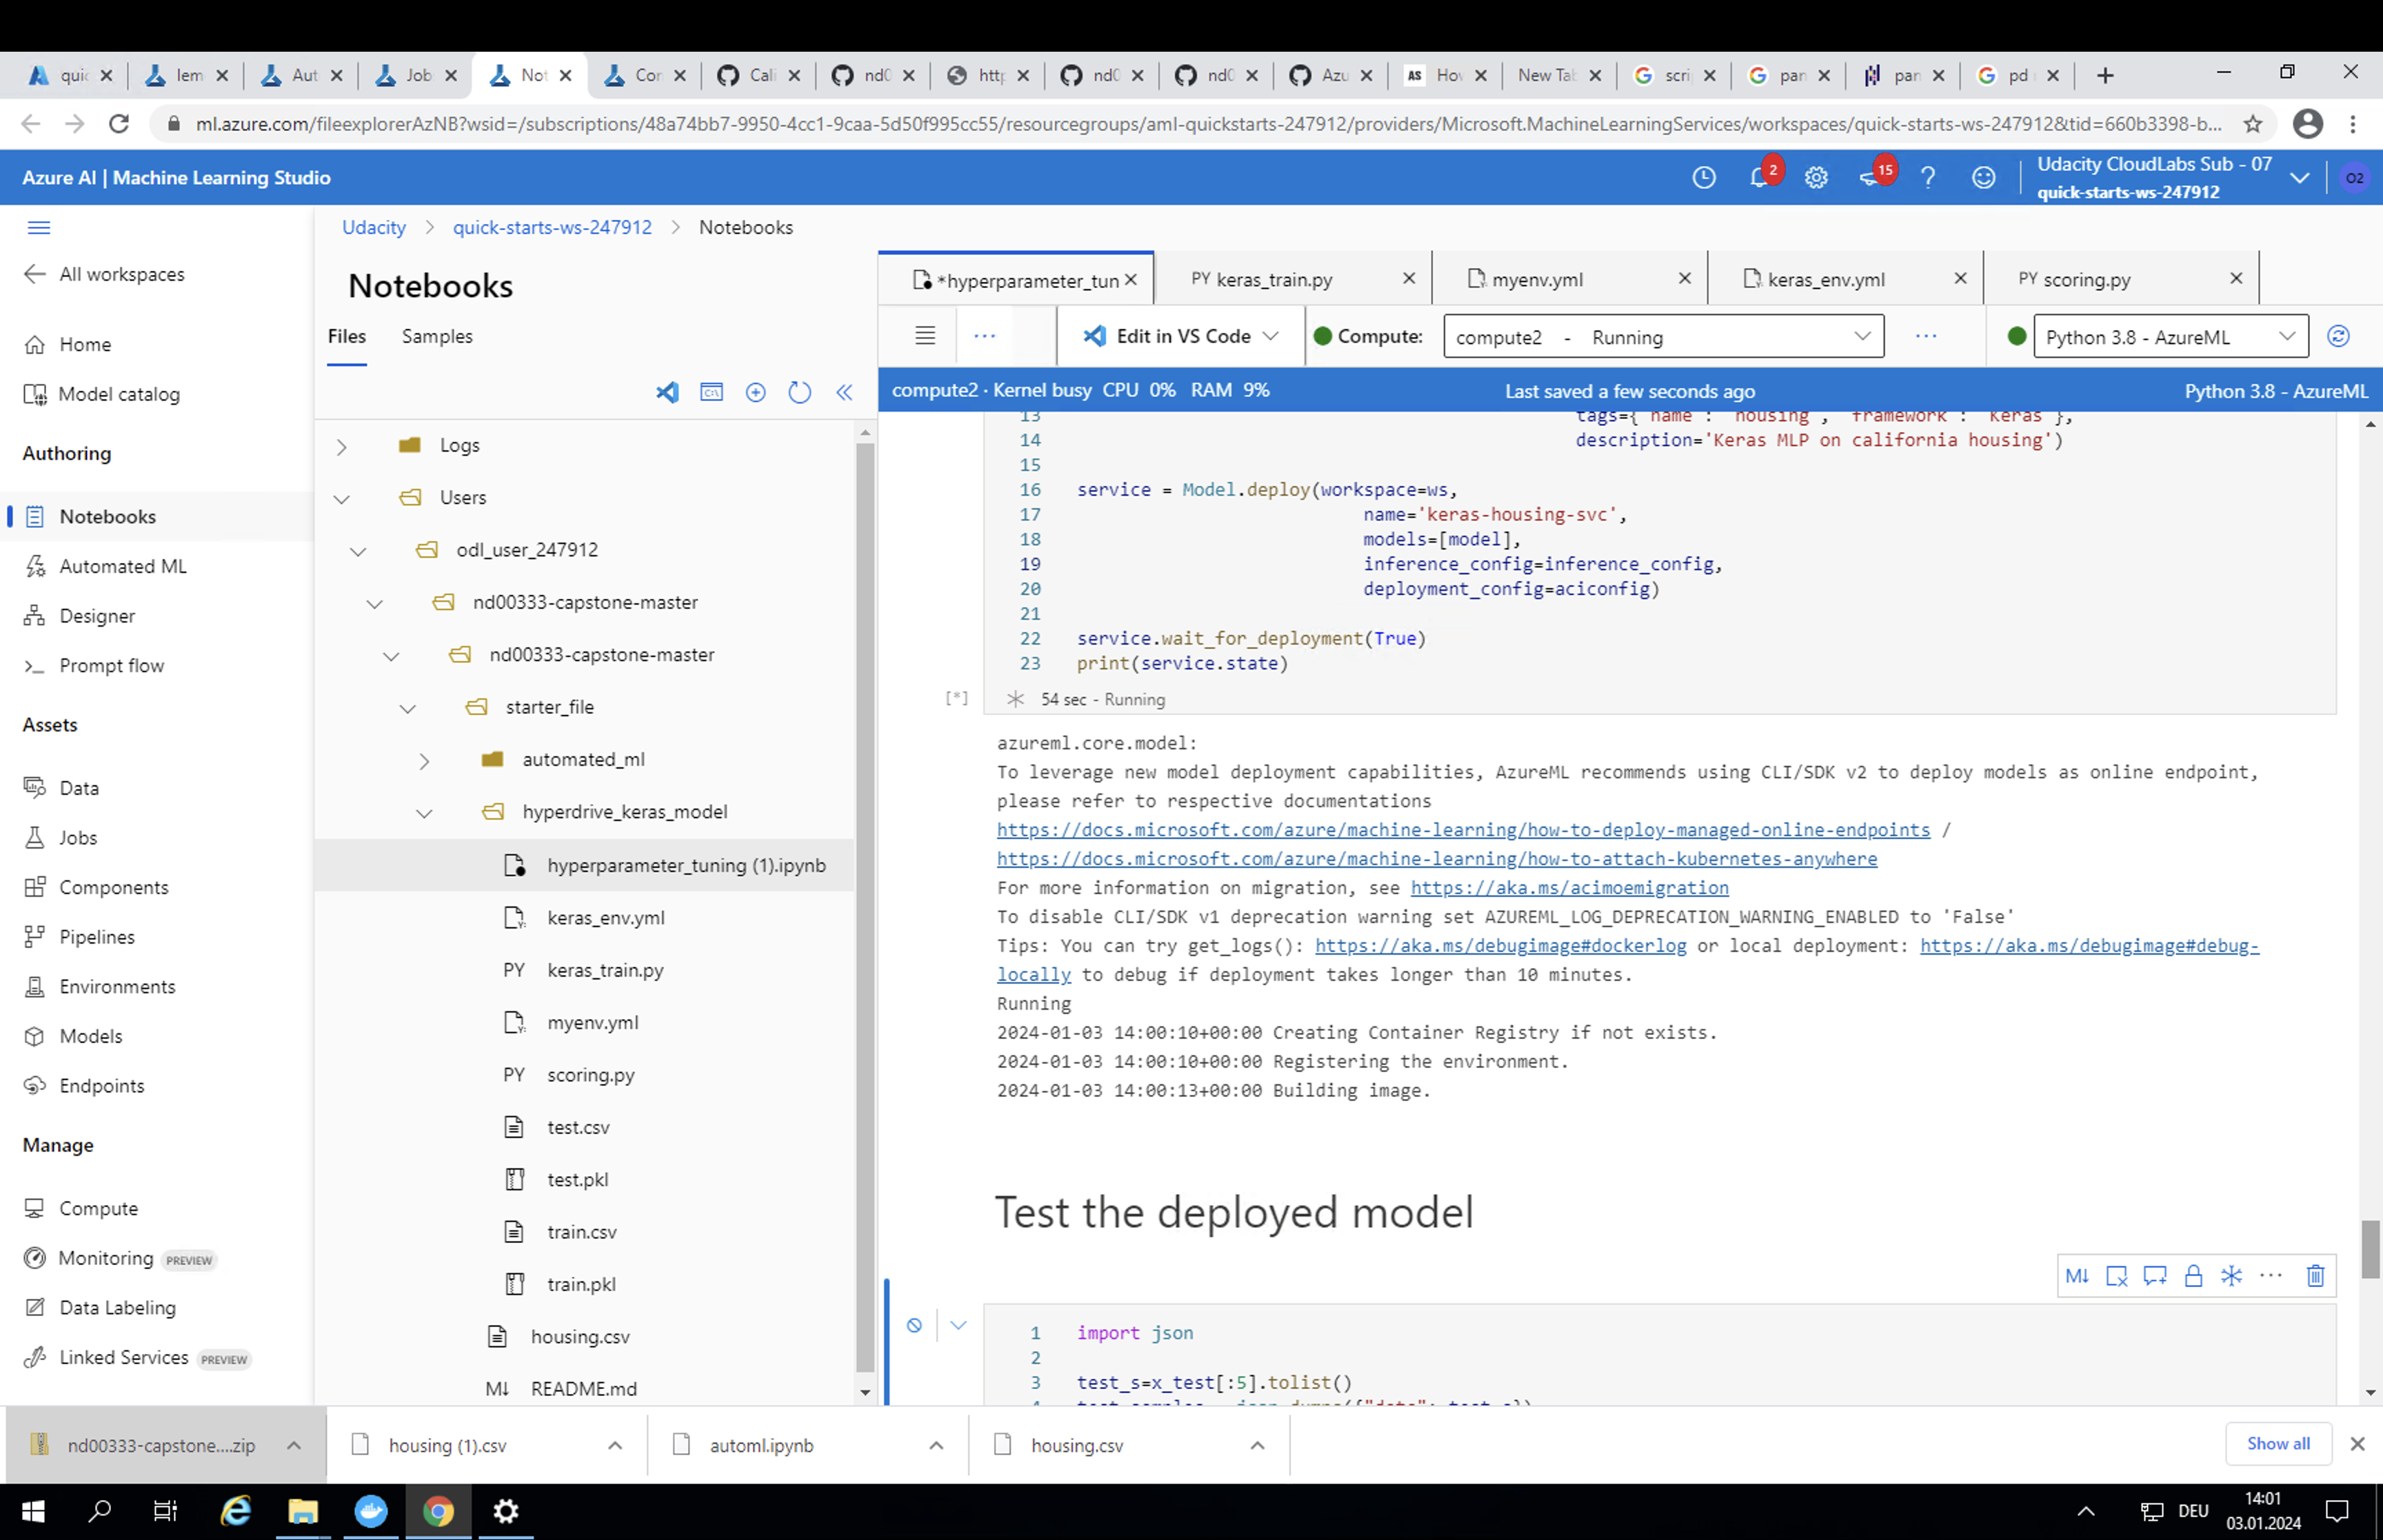 quic
lem
Aut
Job
Not
Cor
Cali
nd0
http
nd0
nd0
Azu
AS How
New Tab
scri
pan
pan
pd
ml.azure.com/fileexplorerAzNB?wsid=/subscriptions/48a74bb7-9950-4cc1-9caa-5d50f995cc55/resourcegroups/aml-quickstarts-247912/providers/Microsoft.MachineLearningServices/workspaces/quick-starts-ws-247912&tid=660b3398-b...
Azure AI | Machine Learning Studio
2
15
Udacity CloudLabs Sub - 07
quick-starts-ws-247912
O2
All workspaces
Home
Model catalog
Authoring
Notebooks
Automated ML
Designer
Prompt flow
Assets
Data
Jobs
Components
Pipelines
Environments
Models
Endpoints
Manage
Compute
Monitoring PREVIEW
Data Labeling
Linked Services PREVIEW
Udacity > quick-starts-ws-247912 > Notebooks
Notebooks
Files Samples
Logs
Users
odl_user_247912
nd00333-capstone-master
nd00333-capstone-master
starter_file
automated_ml
hyperdrive_keras_model
hyperparameter_tuning (1).ipynb
keras_env.yml
PY keras_train.py
myenv.yml
PY scoring.py
test.csv
test.pkl
train.csv
train.pkl
housing.csv
M↓ README.md
*hyperparameter_tun
PY keras_train.py
myenv.yml
keras_env.yml
PY scoring.py
Edit in VS Code
Compute:
compute2 - Running
Python 3.8 - AzureML
compute2 · Kernel busy CPU 0% RAM 9%
Last saved a few seconds ago
Python 3.8 - AzureML
13 tags={'name': 'housing', 'framework': 'Keras'},
14 description='Keras MLP on california housing')
15
16 service = Model.deploy(workspace=ws,
17 name='keras-housing-svc',
18 models=[model],
19 inference_config=inference_config,
20 deployment_config=aciconfig)
21
22 service.wait_for_deployment(True)
23 print(service.state)
[*] 54 sec - Running
azureml.core.model:
To leverage new model deployment capabilities, AzureML recommends using CLI/SDK v2 to deploy models as online endpoint,
please refer to respective documentations
https://docs.microsoft.com/azure/machine-learning/how-to-deploy-managed-online-endpoints /
https://docs.microsoft.com/azure/machine-learning/how-to-attach-kubernetes-anywhere
For more information on migration, see https://aka.ms/acimoemigration
To disable CLI/SDK v1 deprecation warning set AZUREML_LOG_DEPRECATION_WARNING_ENABLED to 'False'
Tips: You can try get_logs(): https://aka.ms/debugimage#dockerlog or local deployment: https://aka.ms/debugimage#debug-
locally to debug if deployment takes longer than 10 minutes.
Running
2024-01-03 14:00:10+00:00 Creating Container Registry if not exists.
2024-01-03 14:00:10+00:00 Registering the environment.
2024-01-03 14:00:13+00:00 Building image.
Test the deployed model
M↓
1 import json
2
3 test_s=x_test[:5].tolist()
nd00333-capstone....zip
housing (1).csv
automl.ipynb
housing.csv
Show all
DEU
14:01
03.01.2024